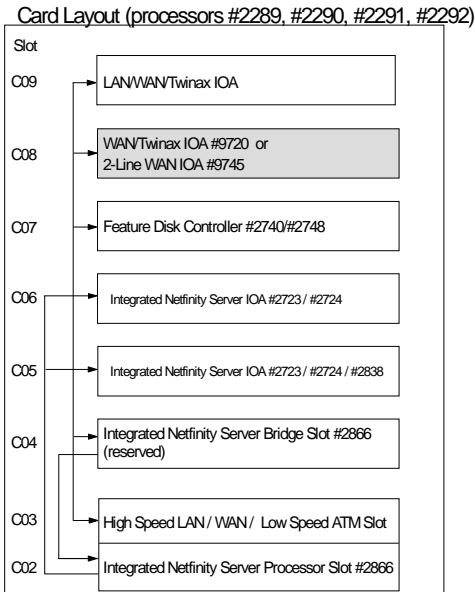 Card Layout (processors #2289, #2290, #2291, #2292)
Slot
C09
LAN/WAN/Twinax IOA
C08
WAN/Twinax IOA #9720 or
2-Line WAN IOA #9745
C07
Feature Disk Controller #2740/#2748
C06
Integrated Netfinity Server IOA #2723 / #2724
C05
Integrated Netfinity Server IOA #2723 / #2724 / #2838
C04
Integrated Netfinity Server Bridge Slot #2866
(reserved)
C03
High Speed LAN / WAN / Low Speed ATM Slot
C02
Integrated Netfinity Server Processor Slot #2866